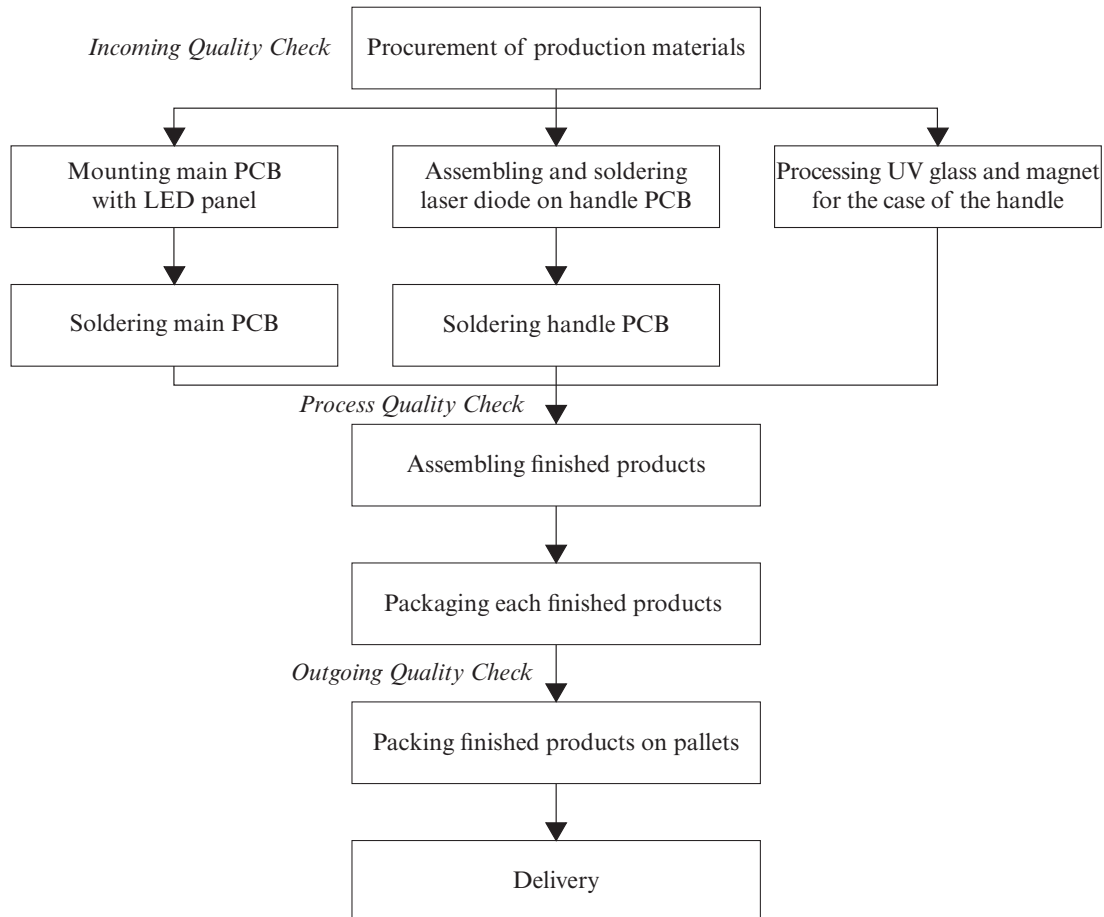 Incoming Quality Check
Procurement of production materials
Mounting main PCB
with LED panel
Assembling and soldering
laser diode on handle PCB
Processing UV glass and magnet
for the case of the handle
Soldering main PCB
Soldering handle PCB
Process Quality Check
Assembling finished products
Packaging each finished products
Outgoing Quality Check
Packing finished products on pallets
Delivery